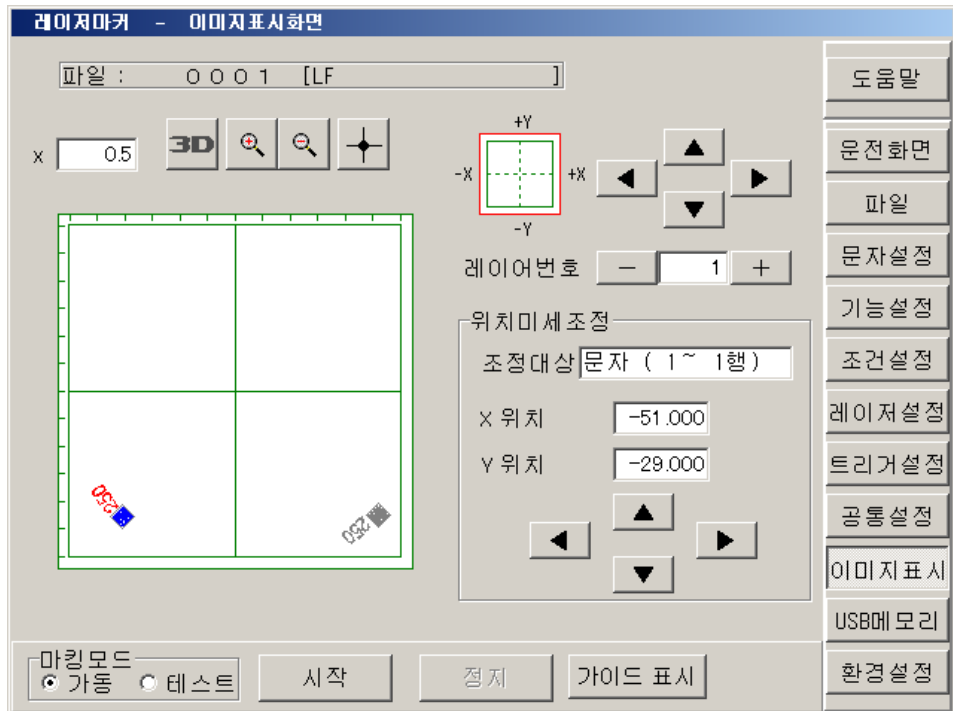 레이저마커 - 이미지표시화면
파일 : 0001 [LF ]
X 0.5
3D
+Y
-X
+X
-Y
레이어번호 - 1 +
위치미세조정
조정대상 문자 ( 1~ 1행)
X 위치 -51.000
Y 위치 -29.000
250
250
마킹모드
가동 테스트
시작
정지
가이드 표시
도움말
운전화면
파일
문자설정
기능설정
조건설정
레이저설정
트리거설정
공통설정
이미지표시
USB메모리
환경설정